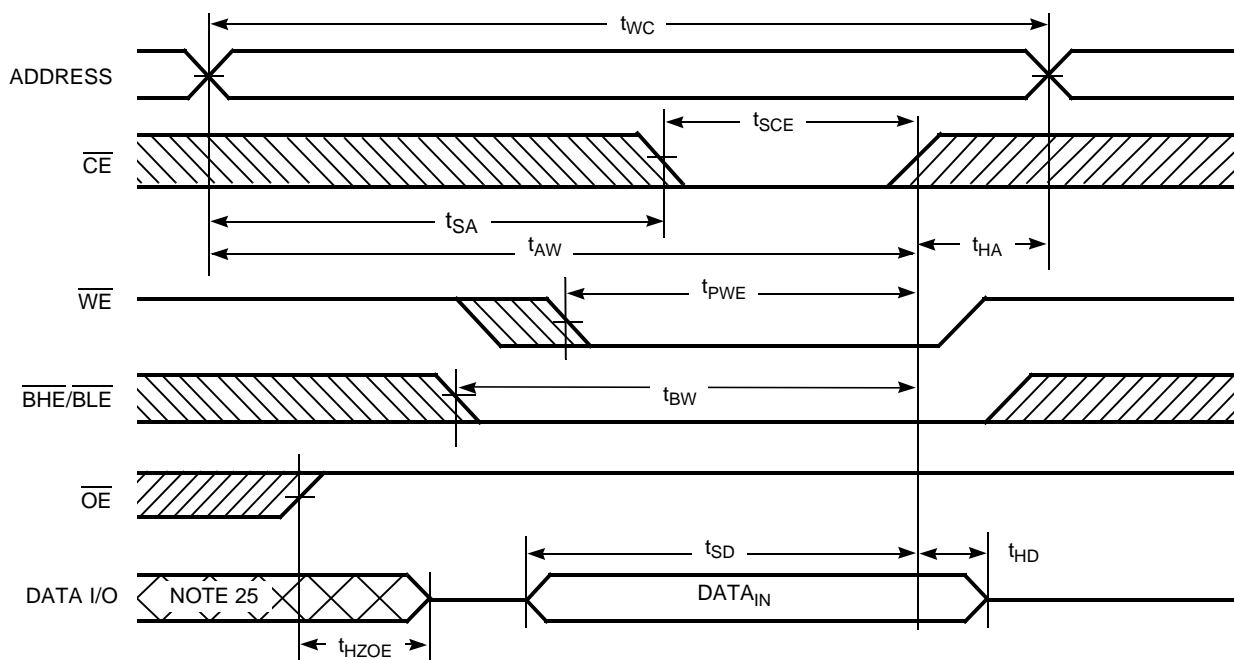 tWC
ADDRESS
tSCE
CE
tSA
tAW
tHA
WE
tPWE
BHE/BLE
tBW
OE
tSD
tHD
DATA I/O
NOTE 25
DATAIN
tHZOE